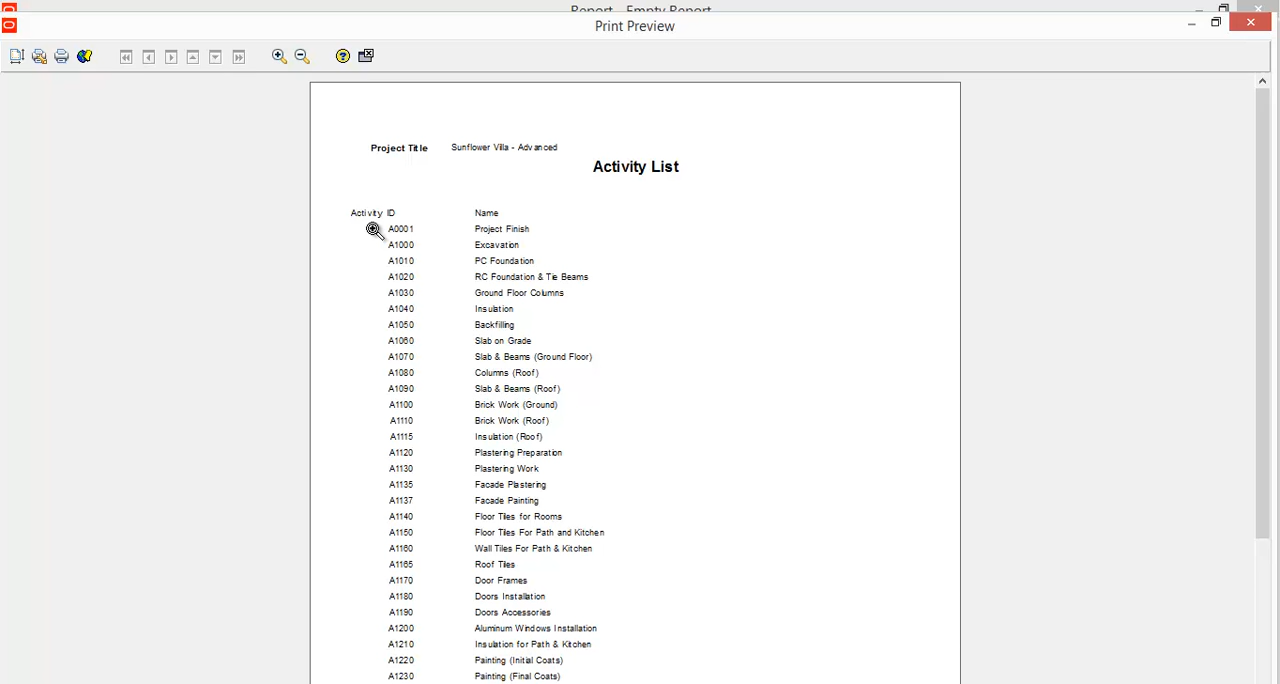 Report - Empty Report
Print Preview
Project Title Sunflower Villa - Advanced
Activity List
Activity ID Name
A0001 Project Finish
A1000 Excavation
A1010 PC Foundation
A1020 RC Foundation & Tie Beams
A1030 Ground Floor Columns
A1040 Insulation
A1050 Backfilling
A1060 Slab on Grade
A1070 Slab & Beams (Ground Floor)
A1080 Columns (Roof)
A1090 Slab & Beams (Roof)
A1100 Brick Work (Ground)
A1110 Brick Work (Roof)
A1115 Insulation (Roof)
A1120 Plastering Preparation
A1130 Plastering Work
A1135 Facade Plastering
A1137 Facade Painting
A1140 Floor Tiles for Rooms
A1150 Floor Tiles For Path and Kitchen
A1160 Wall Tiles For Path & Kitchen
A1165 Roof Tiles
A1170 Door Frames
A1180 Doors Installation
A1190 Doors Accessories
A1200 Aluminum Windows Installation
A1210 Insulation for Path & Kitchen
A1220 Painting (Initial Coats)
A1230 Painting (Final Coats)